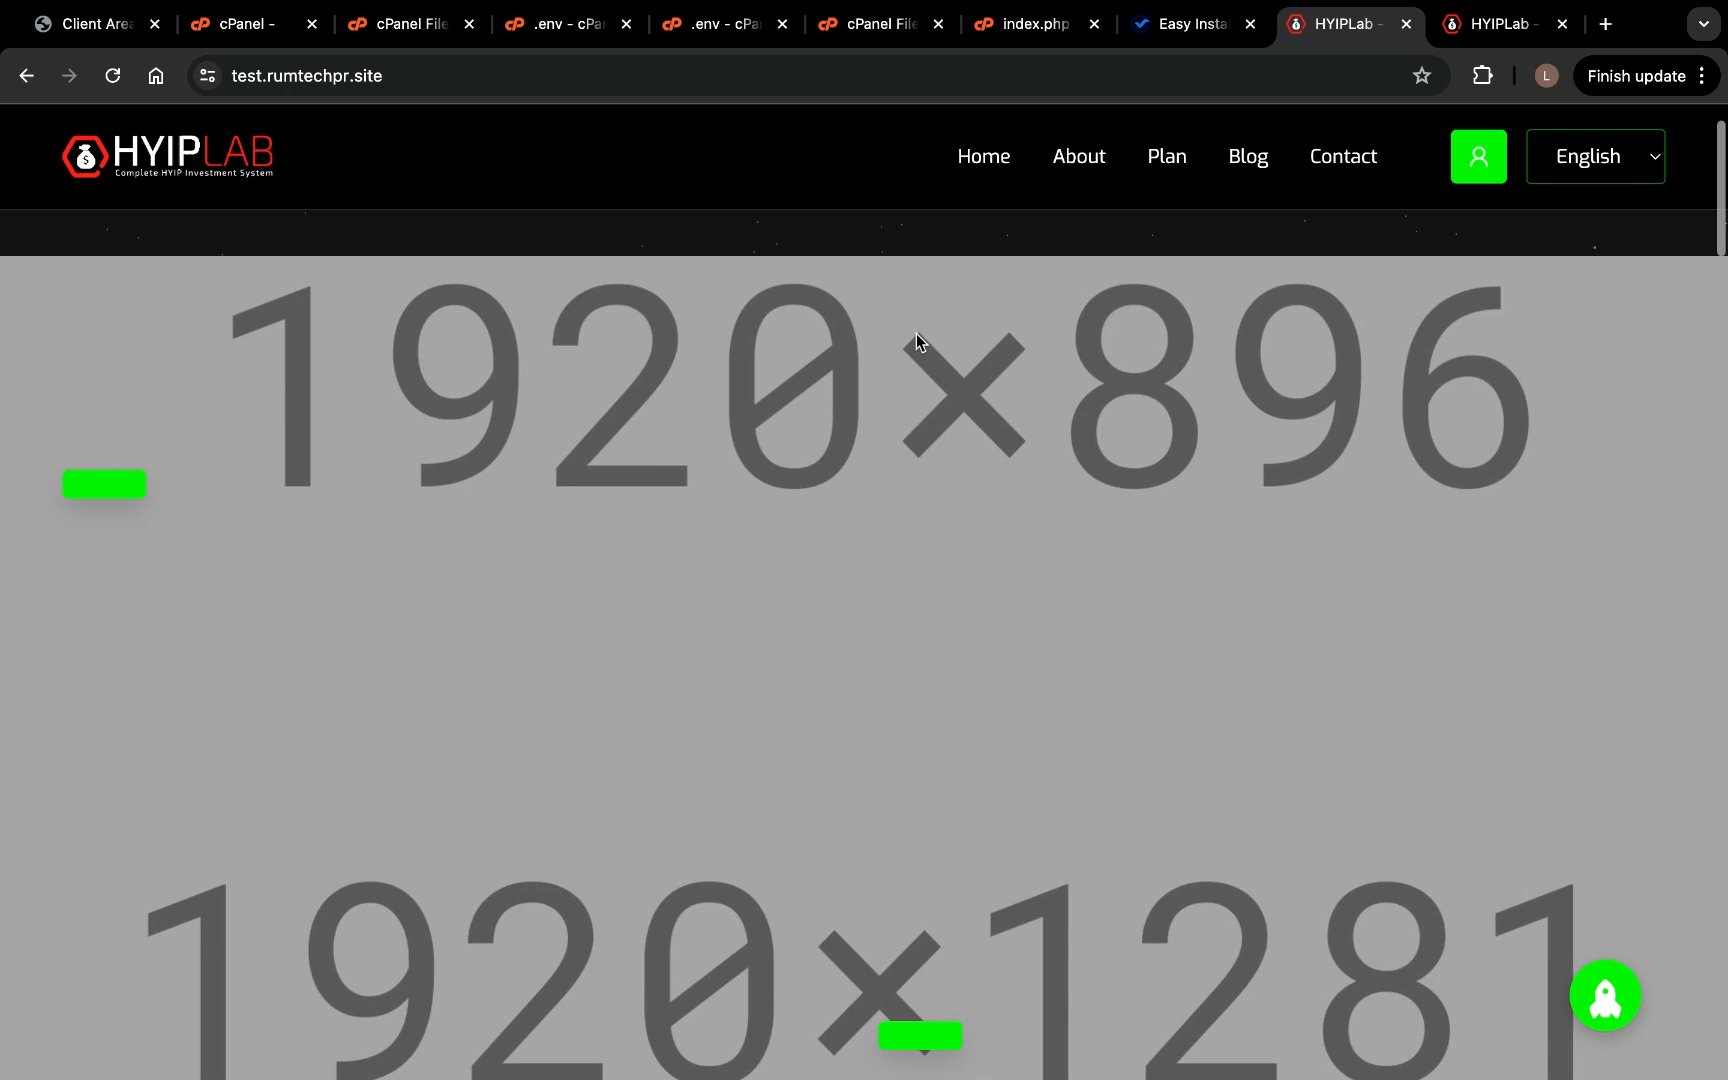 Client Area
cPanel -
cPanel File
.env - cPa
.env - cPa
cPanel File
index.php
Easy Insta
HYIPLab -
HYIPLab -
test.rumtechpr.site
L
Finish update
HYIPLAB
Complete HYIP Investment System
Home
About
Plan
Blog
Contact
English
1920×896
1920×1281